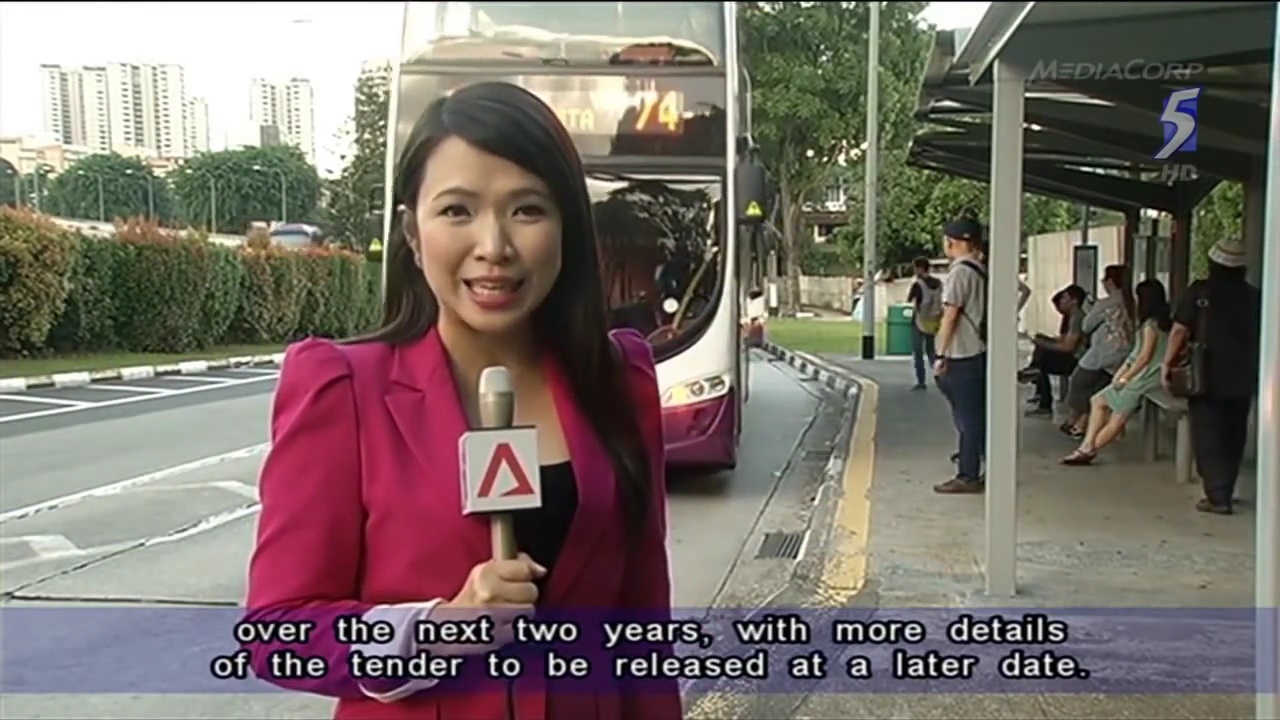 MEDIACORP
5
HD
74
over the next two years, with more details
of the tender to be released at a later date.